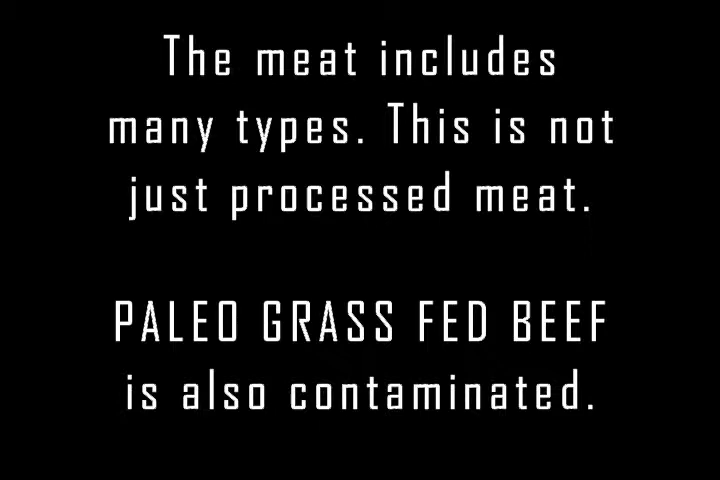 The meat includes
many types. This is not
just processed meat.
PALEO GRASS FED BEEF
is also contaminated.